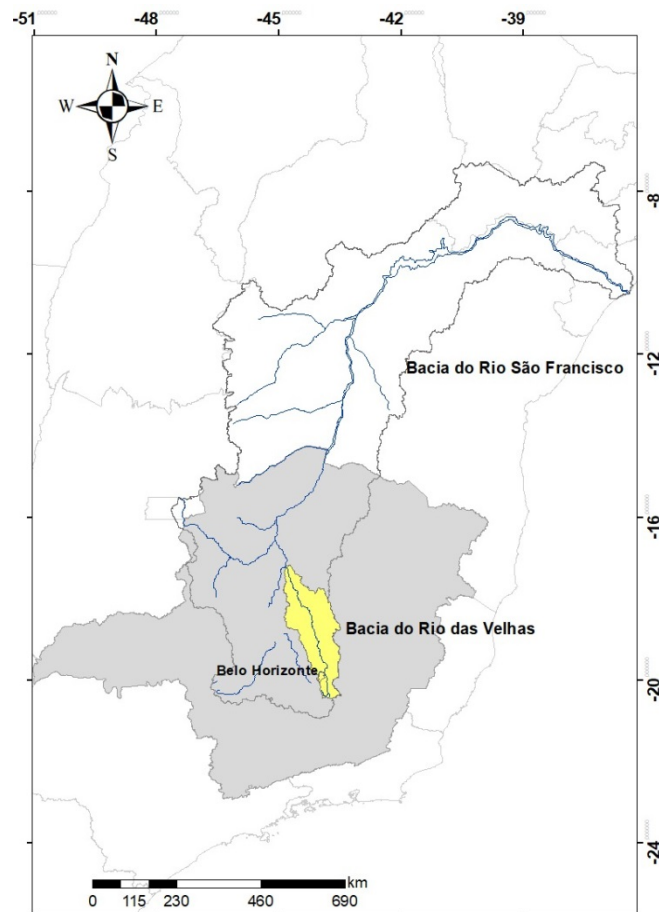 -51 -48 -45 -42 -39
N
W E
S
-8
-12
Bacia do Rio São Francisco
-16
Bacia do Rio das Velhas
Belo Horizonte
-20
-24
km
0 115 230 460 690